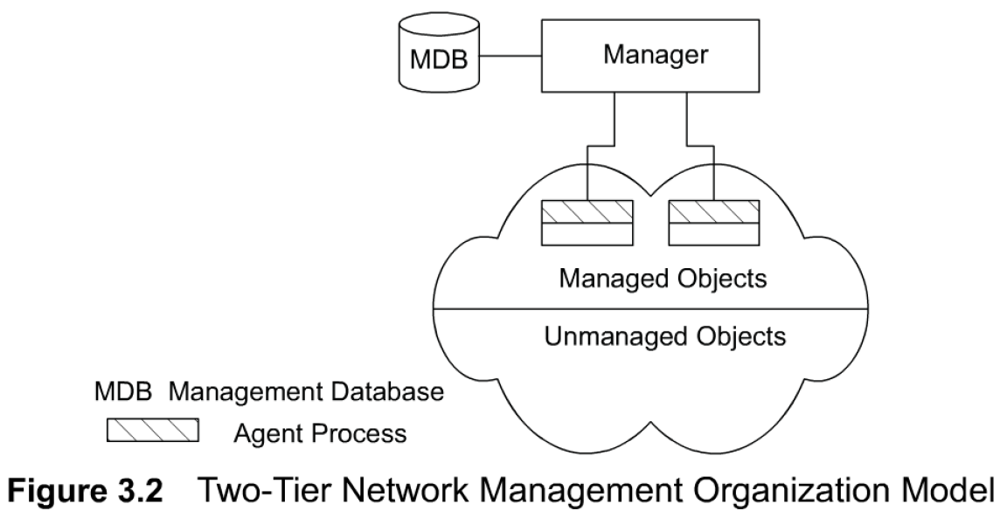 MDB
Manager
Managed Objects
Unmanaged Objects
MDB Management Database
Agent Process
Figure 3.2 Two-Tier Network Management Organization Model